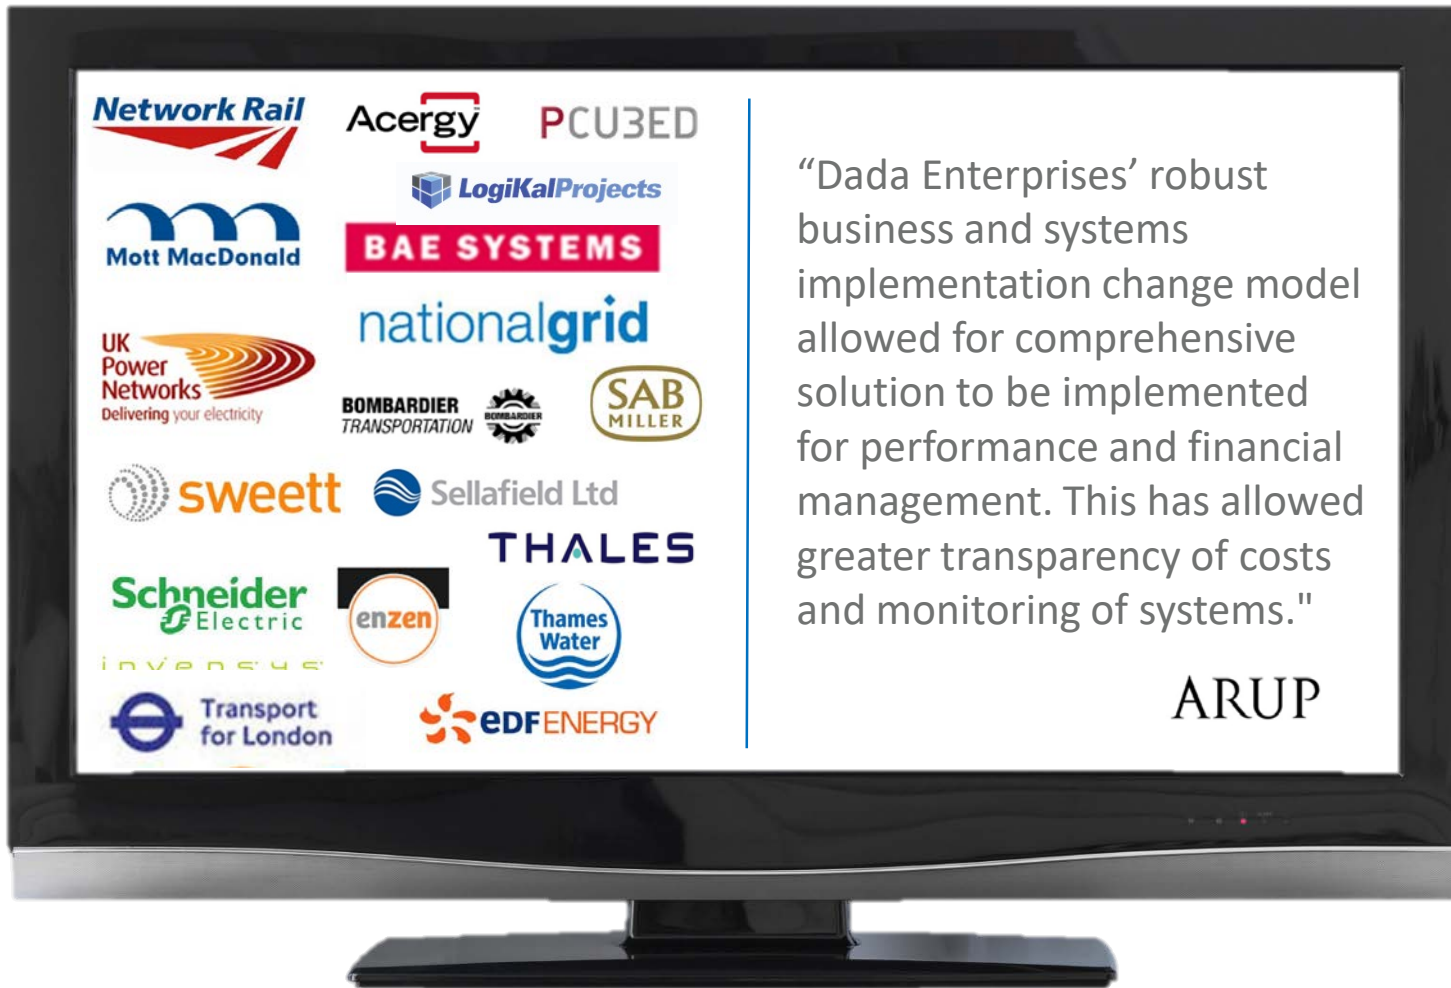 Network Rail
Acergy
PCU3ED
LogiKalProjects
Mott MacDonald
BAE SYSTEMS
nationalgrid
UK
Power
Networks
Delivering your electricity
BOMBARDIER
TRANSPORTATION
BOMBARDIER
SAB
MILLER
sweett
Sellafield Ltd
THALES
Schneider
Electric
enzen
Thames
Water
invensys
Transport
for London
eDFENERGY
“Dada Enterprises’ robust
business and systems
implementation change model
allowed for comprehensive
solution to be implemented
for performance and financial
management. This has allowed
greater transparency of costs
and monitoring of systems."
ARUP